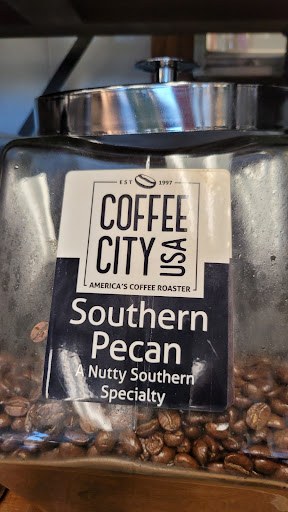 EST 1997
COFFEE
CITY USA
AMERICA'S COFFEE ROASTER
Southern
Pecan
A Nutty Southern
Specialty